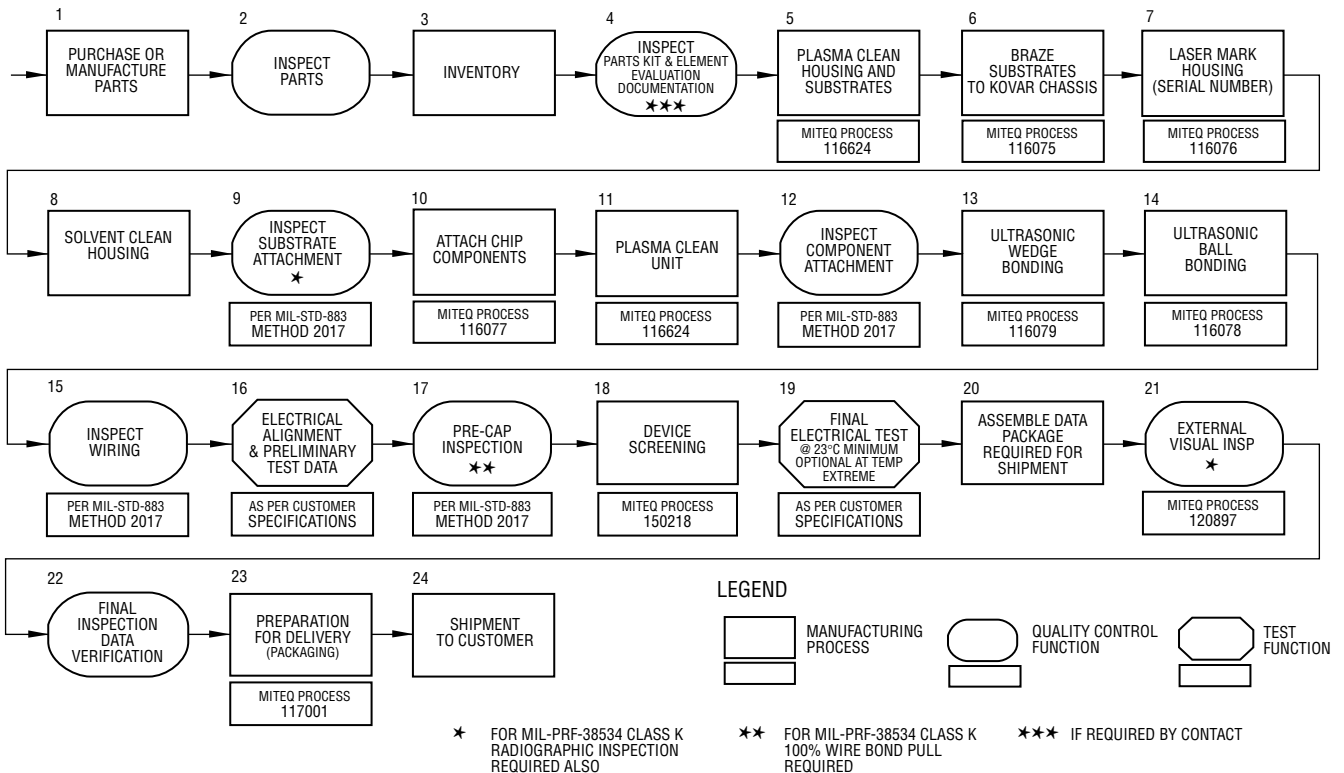 1
PURCHASE OR
MANUFACTURE
PARTS
2
INSPECT
PARTS
3
INVENTORY
4
INSPECT
PARTS KIT & ELEMENT
EVALUATION
DOCUMENTATION
★★★
5
PLASMA CLEAN
HOUSING AND
SUBSTRATES
MITEQ PROCESS
116624
6
BRAZE
SUBSTRATES
TO KOVAR CHASSIS
MITEQ PROCESS
116075
7
LASER MARK
HOUSING
(SERIAL NUMBER)
MITEQ PROCESS
116076
8
SOLVENT CLEAN
HOUSING
9
INSPECT
SUBSTRATE
ATTACHMENT
★
PER MIL-STD-883
METHOD 2017
10
ATTACH CHIP
COMPONENTS
MITEQ PROCESS
116077
11
PLASMA CLEAN
UNIT
MITEQ PROCESS
116624
12
INSPECT
COMPONENT
ATTACHMENT
PER MIL-STD-883
METHOD 2017
13
ULTRASONIC
WEDGE
BONDING
MITEQ PROCESS
116079
14
ULTRASONIC
BALL
BONDING
MITEQ PROCESS
116078
15
INSPECT
WIRING
PER MIL-STD-883
METHOD 2017
16
ELECTRICAL
ALIGNMENT
& PRELIMINARY
TEST DATA
AS PER CUSTOMER
SPECIFICATIONS
17
PRE-CAP
INSPECTION
★★
PER MIL-STD-883
METHOD 2017
18
DEVICE
SCREENING
MITEQ PROCESS
150218
19
FINAL
ELECTRICAL TEST
@ 23°C MINIMUM
OPTIONAL AT TEMP
EXTREME
AS PER CUSTOMER
SPECIFICATIONS
20
ASSEMBLE DATA
PACKAGE
REQUIRED FOR
SHIPMENT
21
EXTERNAL
VISUAL INSP
★
MITEQ PROCESS
120897
22
FINAL
INSPECTION
DATA
VERIFICATION
23
PREPARATION
FOR DELIVERY
(PACKAGING)
MITEQ PROCESS
117001
24
SHIPMENT
TO CUSTOMER
LEGEND
MANUFACTURING
PROCESS
QUALITY CONTROL
FUNCTION
TEST
FUNCTION
★ FOR MIL-PRF-38534 CLASS K
RADIOGRAPHIC INSPECTION
REQUIRED ALSO
★★ FOR MIL-PRF-38534 CLASS K
100% WIRE BOND PULL
REQUIRED
★★★ IF REQUIRED BY CONTACT